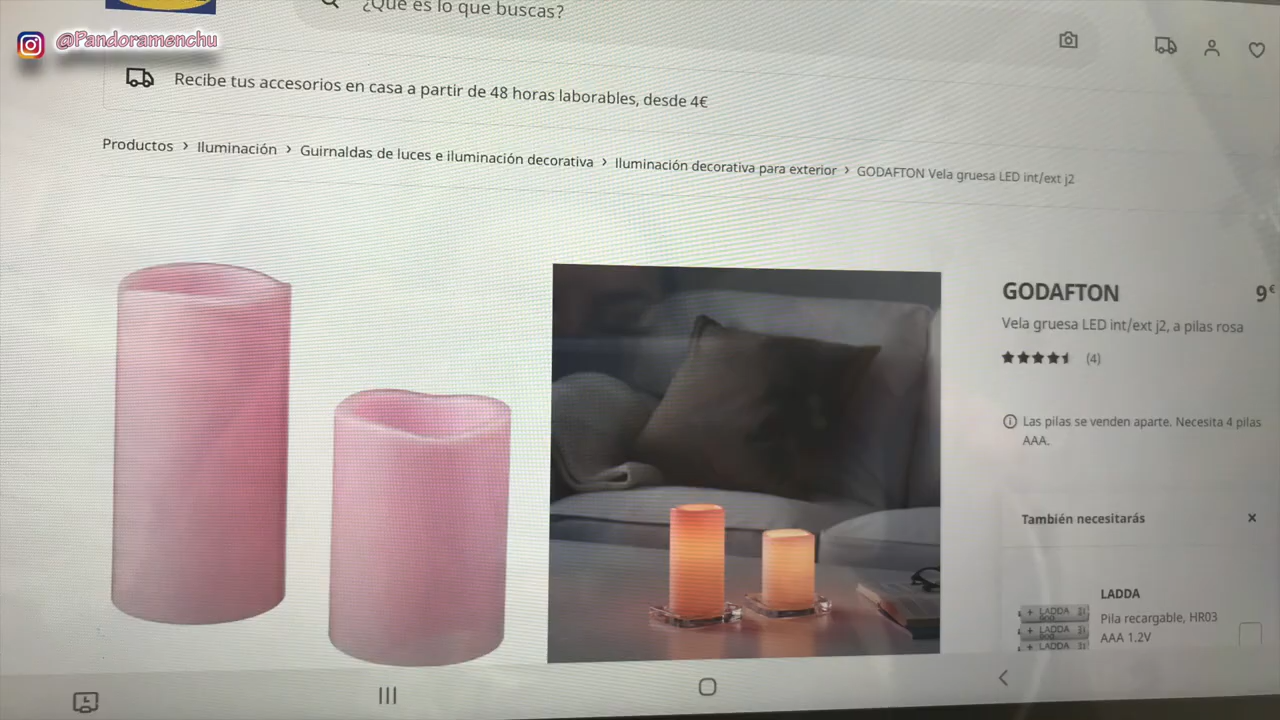 @Pandoramenchu
¿Qué es lo que buscas?
Recibe tus accesorios en casa a partir de 48 horas laborables, desde 4€
Productos › Iluminación › Guirnaldas de luces e iluminación decorativa › Iluminación decorativa para exterior › GODAFTON Vela gruesa LED int/ext j2
GODAFTON 9€
Vela gruesa LED int/ext j2, a pilas rosa
(4)
Las pilas se venden aparte. Necesita 4 pilas
AAA.
También necesitarás
LADDA
Pila recargable, HR03
AAA 1.2V
LADDA
LADDA
LADDA